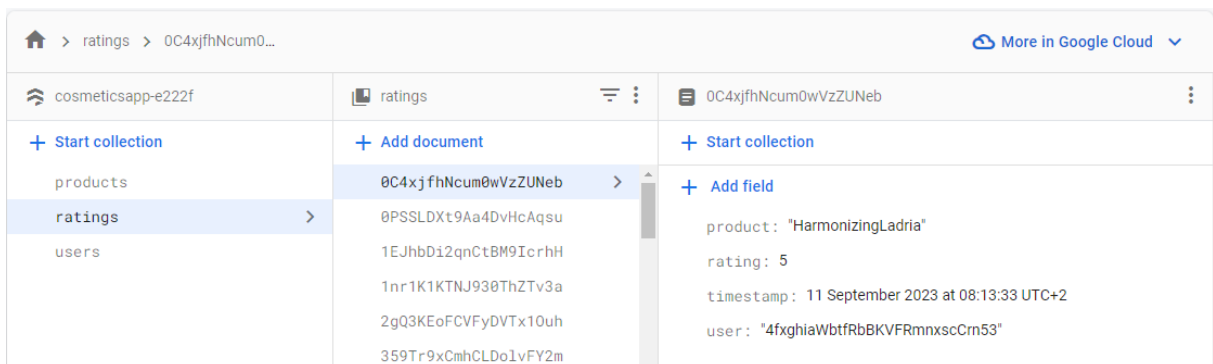 > ratings > 0C4xjfhNcum0...
More in Google Cloud
cosmeticsapp-e222f
+ Start collection
products
ratings
users
ratings
+ Add document
0C4xjfhNcum0wVzZUNeb
0PSSLDXt9Aa4DvHcAqsu
1EJhbDi2qnCtBM9IcrhH
1nr1K1KTNJ930ThZTv3a
2gQ3KEoFCVFyDVTx1Ouh
359Tr9xCmhCLDolvFY2m
0C4xjfhNcum0wVzZUNeb
+ Start collection
+ Add field
product: "HarmonizingLadria"
rating: 5
timestamp: 11 September 2023 at 08:13:33 UTC+2
user: "4fxghiaWbtfRbBKVFRmnxscCrn53"